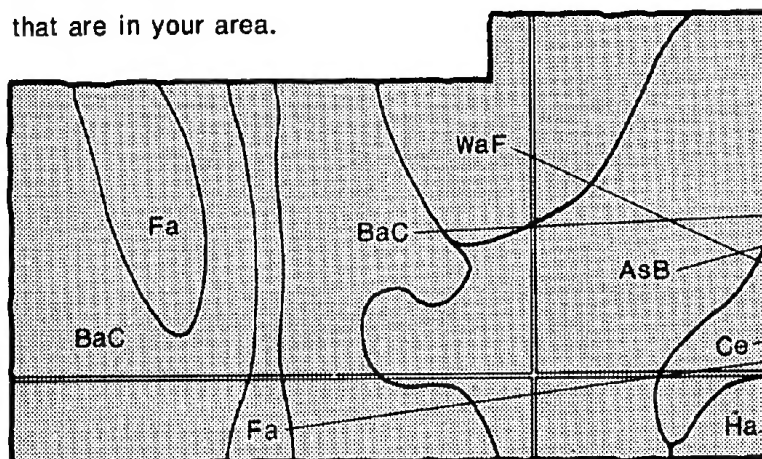 that are in your area.
WaF
Fa
BaC
AsB
BaC
Ce
Fa
Ha